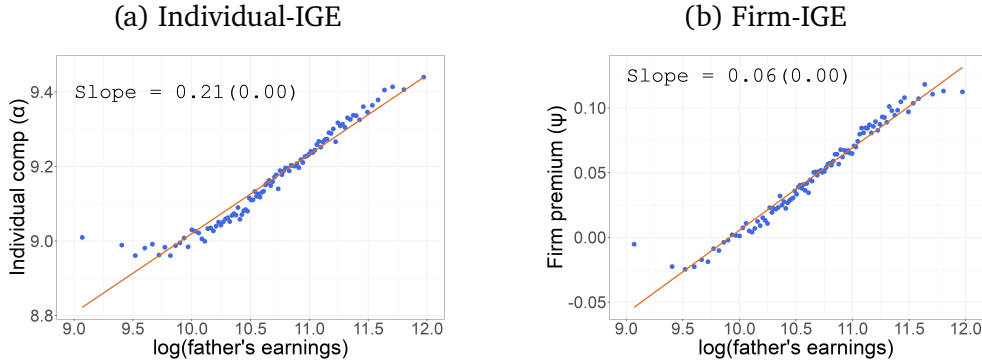 (a) Individual-IGE
Slope = 0.21(0.00)
Individual comp (α)
9.4
9.2
9.0
8.8
9.0 9.5 10.0 10.5 11.0 11.5 12.0
log(father's earnings)
(b) Firm-IGE
Slope = 0.06(0.00)
Firm premium (ψ)
0.10
0.05
0.00
-0.05
9.0 9.5 10.0 10.5 11.0 11.5 12.0
log(father's earnings)